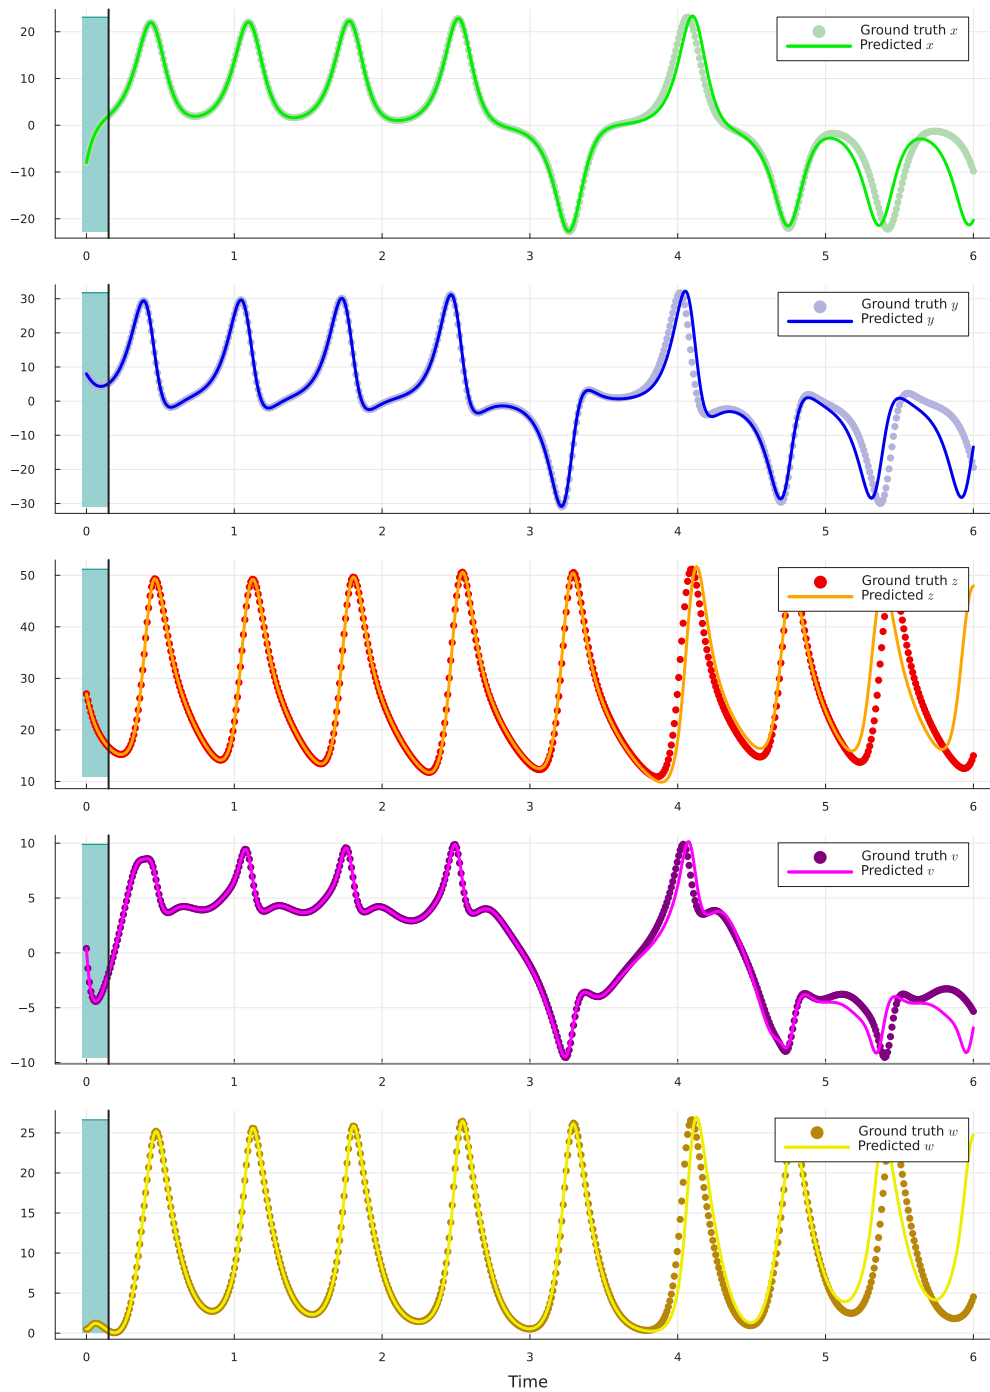 20
10
0
−10
−20
0 1 2 3 4 5 6
Ground truth x
Predicted x
30
20
10
0
−10
−20
−30
0 1 2 3 4 5 6
Ground truth y
Predicted y
50
40
30
20
10
0 1 2 3 4 5 6
Ground truth z
Predicted z
10
5
0
−5
−10
0 1 2 3 4 5 6
Ground truth v
Predicted v
25
20
15
10
5
0
0 1 2 3 4 5 6
Ground truth w
Predicted w
Time